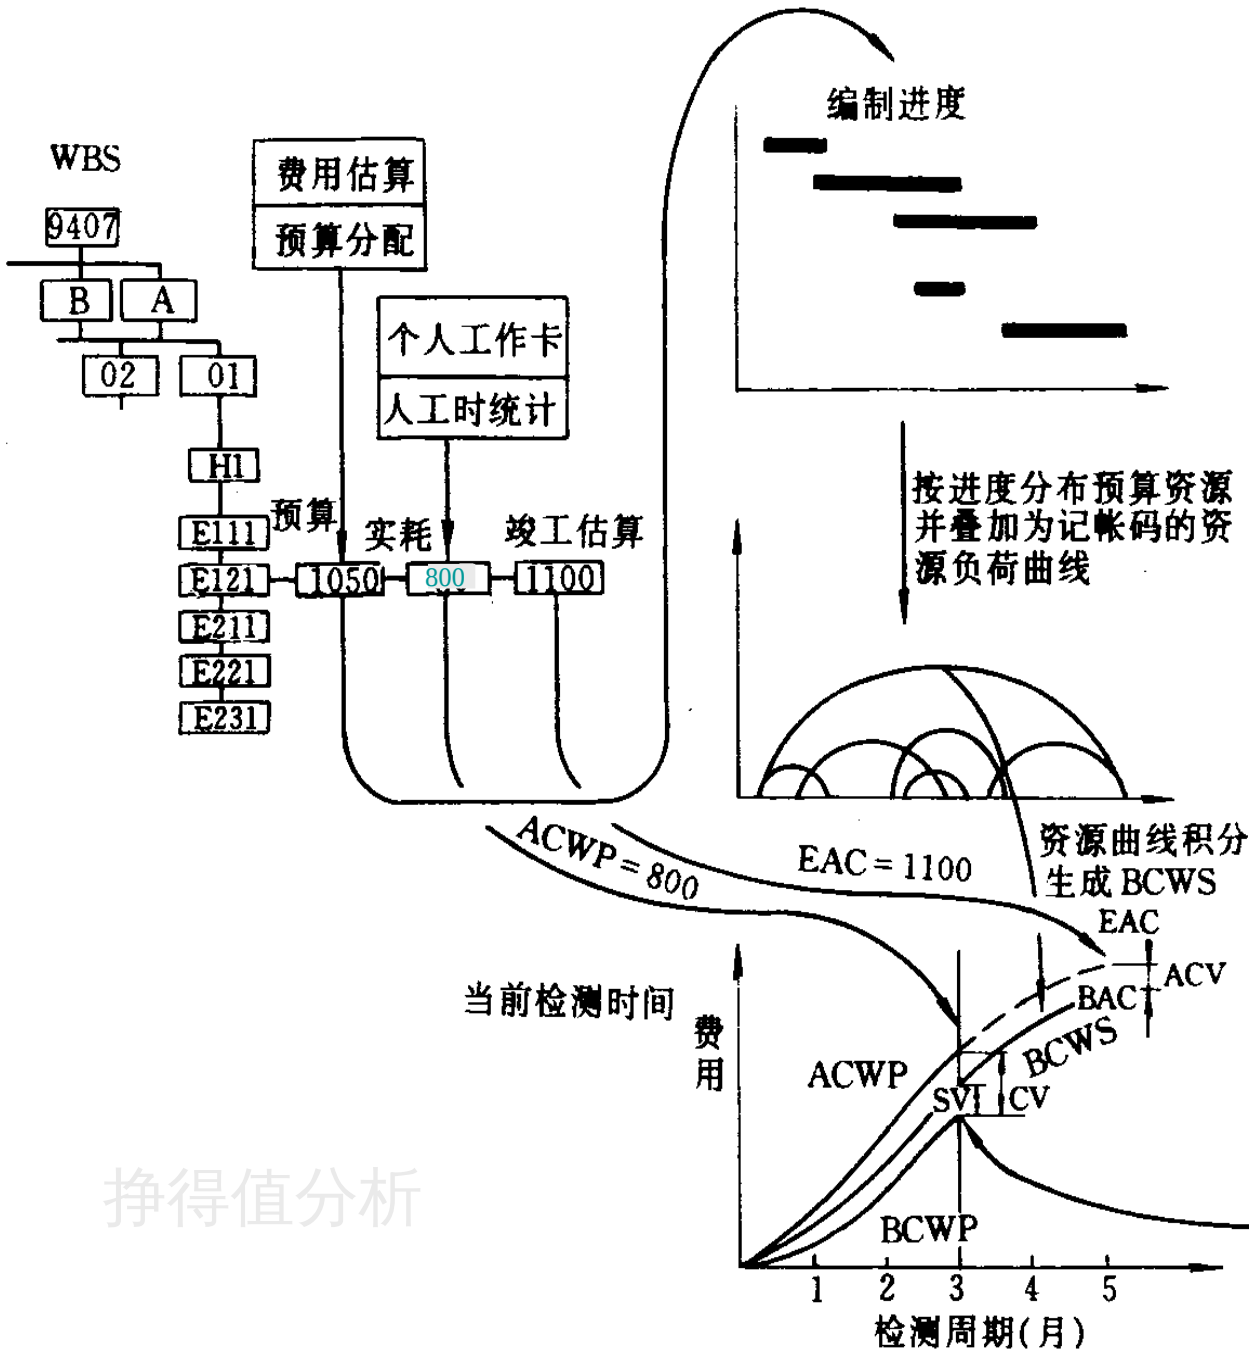 编制进度
WBS
费用估算
预算分配
9407
B
A
个人工作卡
人工时统计
02
01
H1
预算
实耗
竣工估算
E111
E121
1050
800
1100
E211
E221
E231
按进度分布预算资源
并叠加为记帐码的资
源负荷曲线
ACWP=800
EAC=1100
资源曲线积分
生成BCWS
EAC
ACV
BAC
BCWS
当前检测时间
费用
ACWP
SV
CV
BCWP
挣得值分析
1 2 3 4 5
检测周期(月)